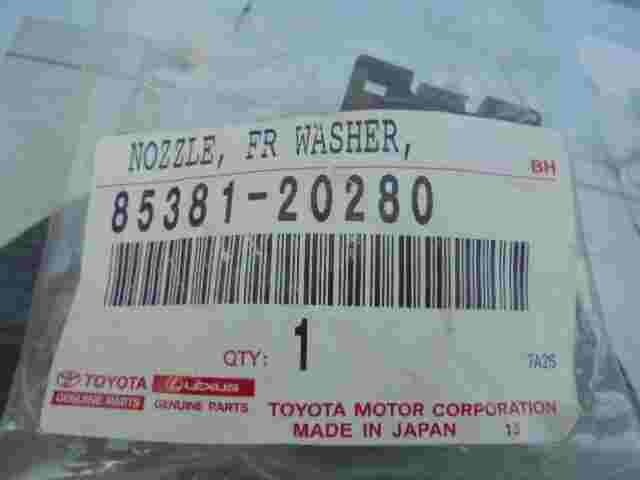 NOZZLE, FR WASHER,
BH
85381-20280
QTY: 1
7A25
TOYOTA LEXUS
GENUINE PARTS GENUINE PARTS
TOYOTA MOTOR CORPORATION
MADE IN JAPAN 13